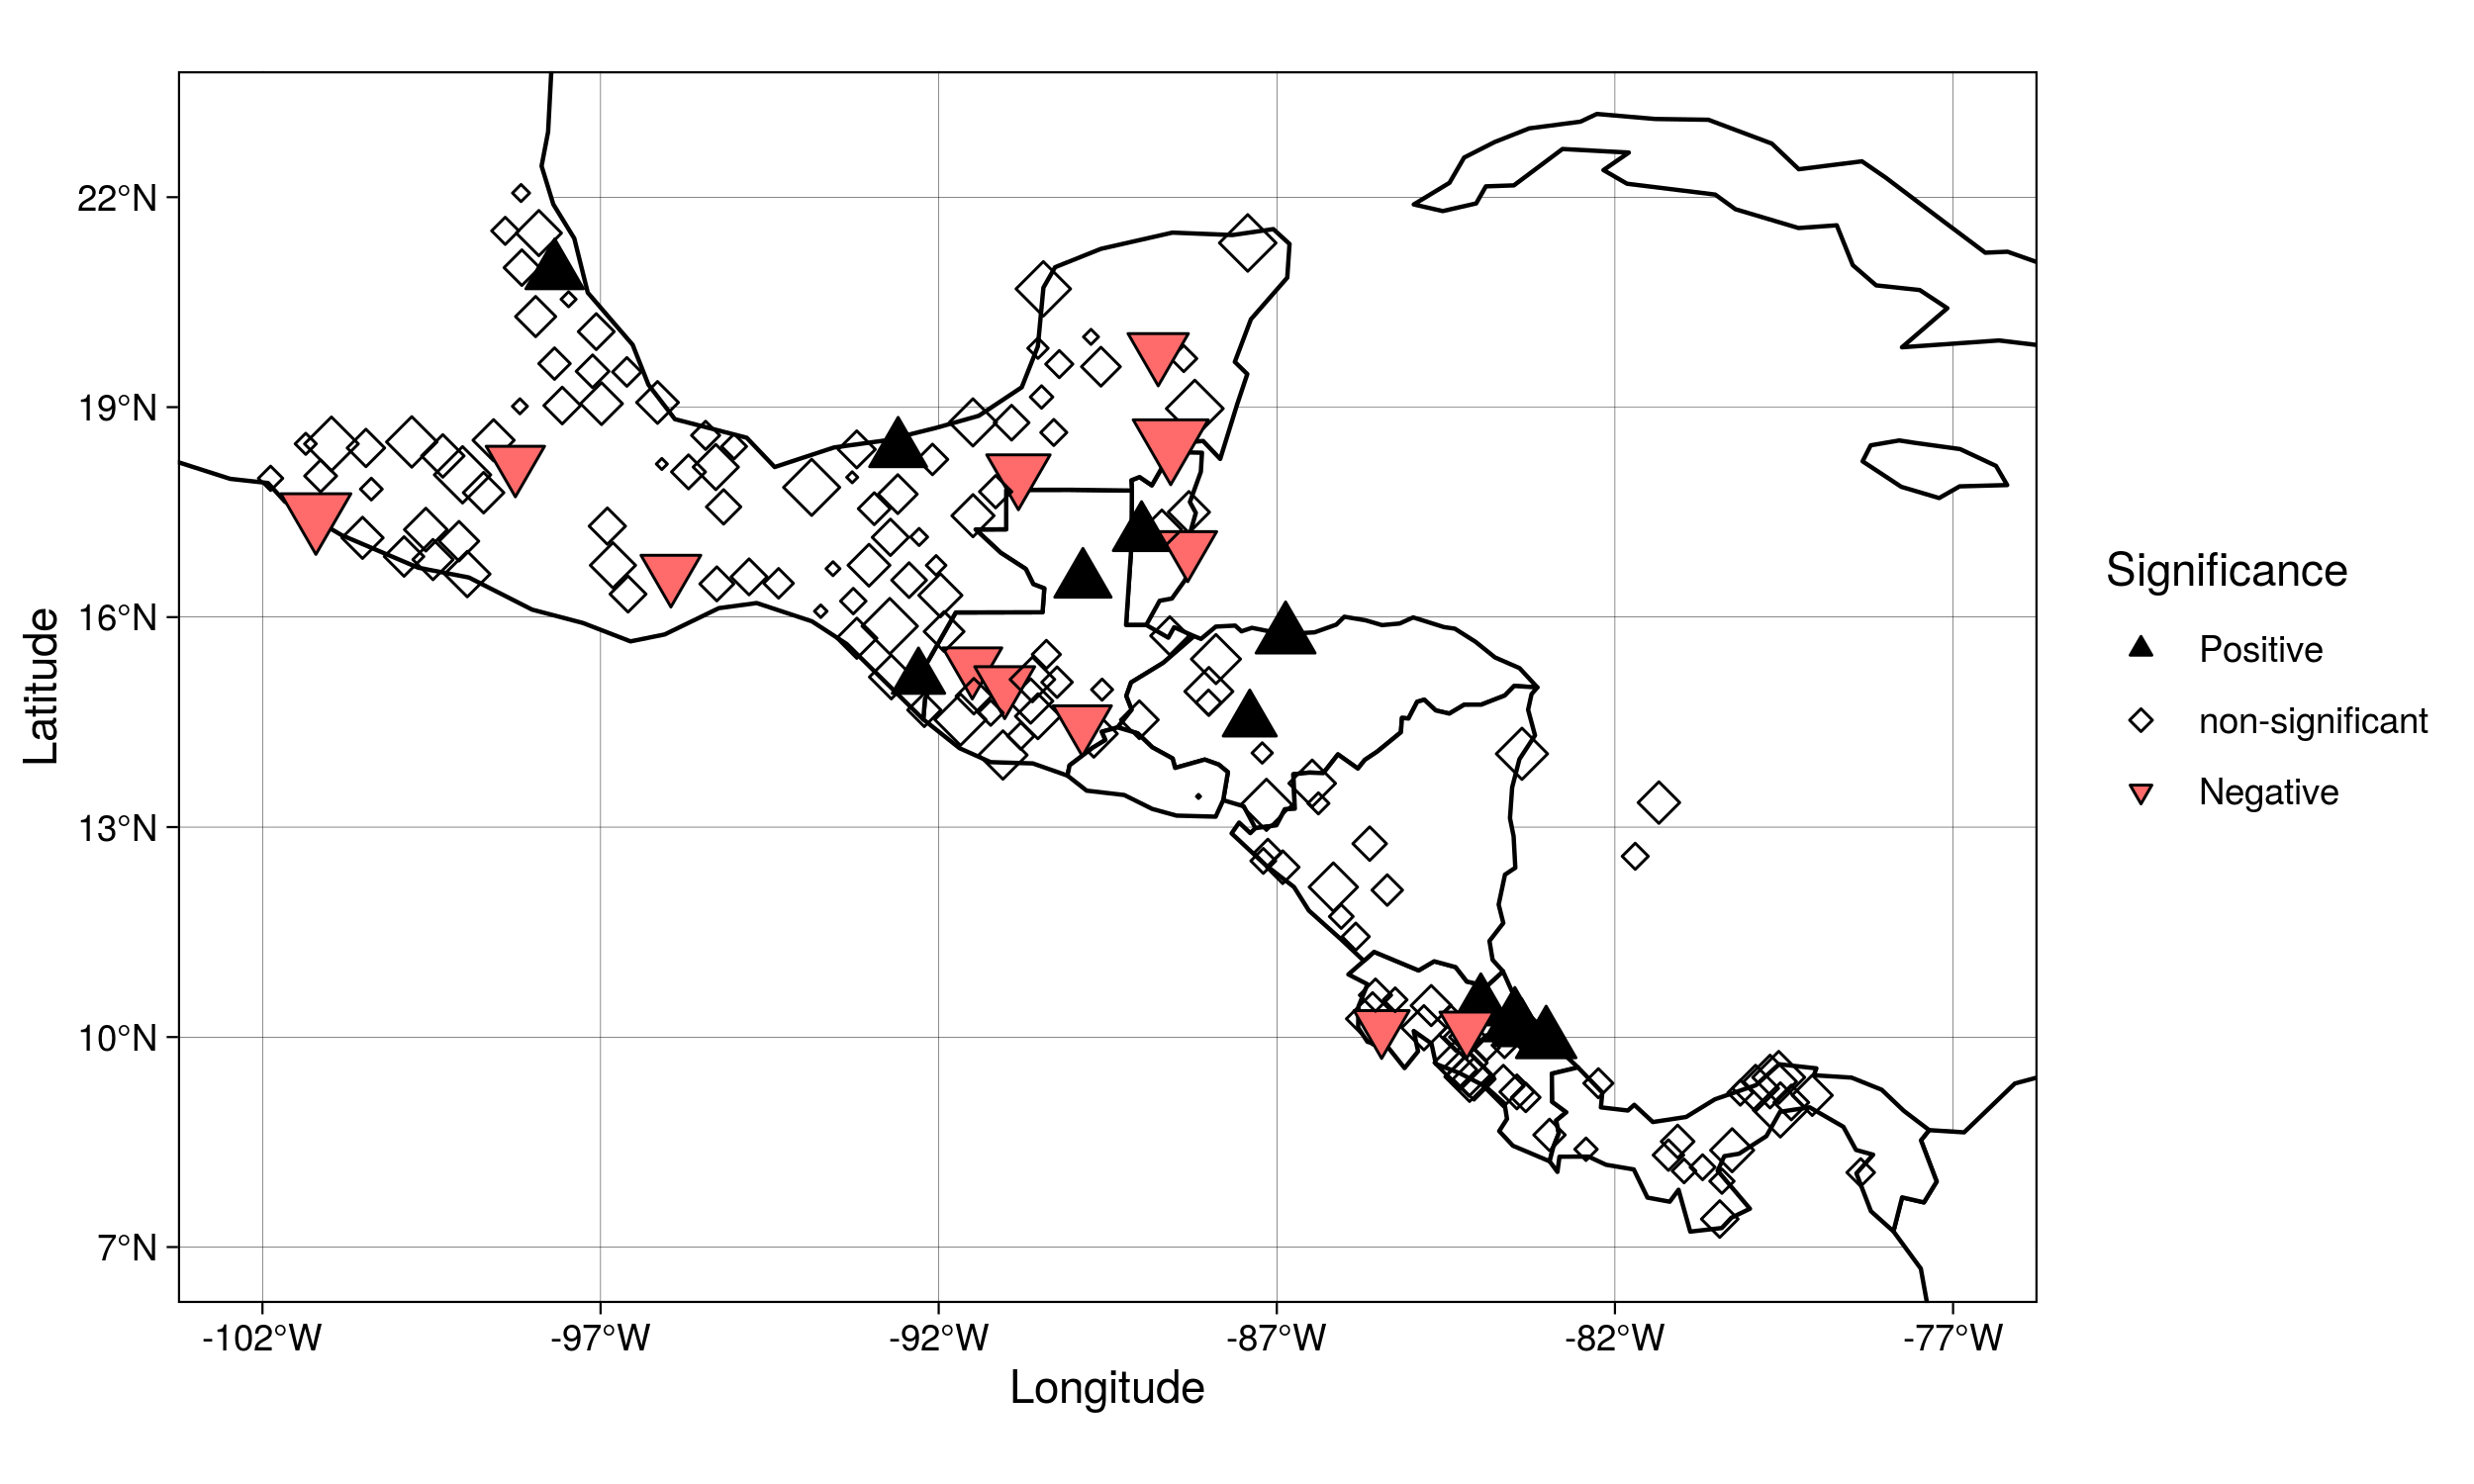 22°N
19°N
16°N
13°N
10°N
7°N
Latitude
-102°W
-97°W
-92°W
-87°W
-82°W
-77°W
Longitude
Significance
Positive
non-significant
Negative